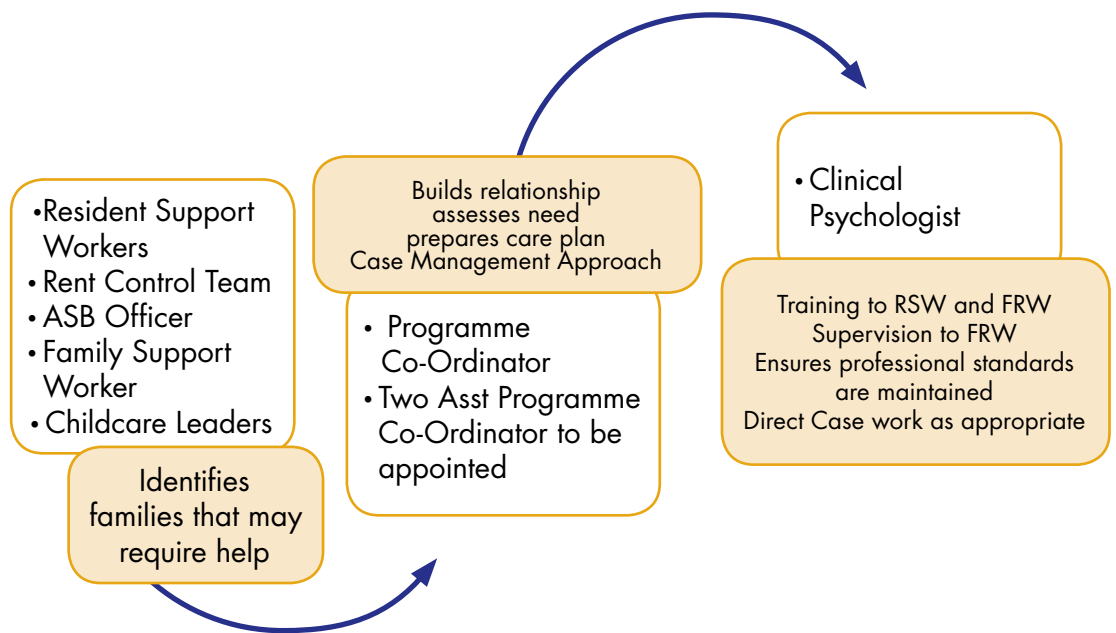 •Resident Support
Workers
• Rent Control Team
• ASB Officer
• Family Support
Worker
• Childcare Leaders
Identifies
families that may
require help
Builds relationship
assesses need
prepares care plan
Case Management Approach
• Programme
Co-Ordinator
• Two Asst Programme
Co-Ordinator to be
appointed
• Clinical
Psychologist
Training to RSW and FRW
Supervision to FRW
Ensures professional standards
are maintained
Direct Case work as appropriate